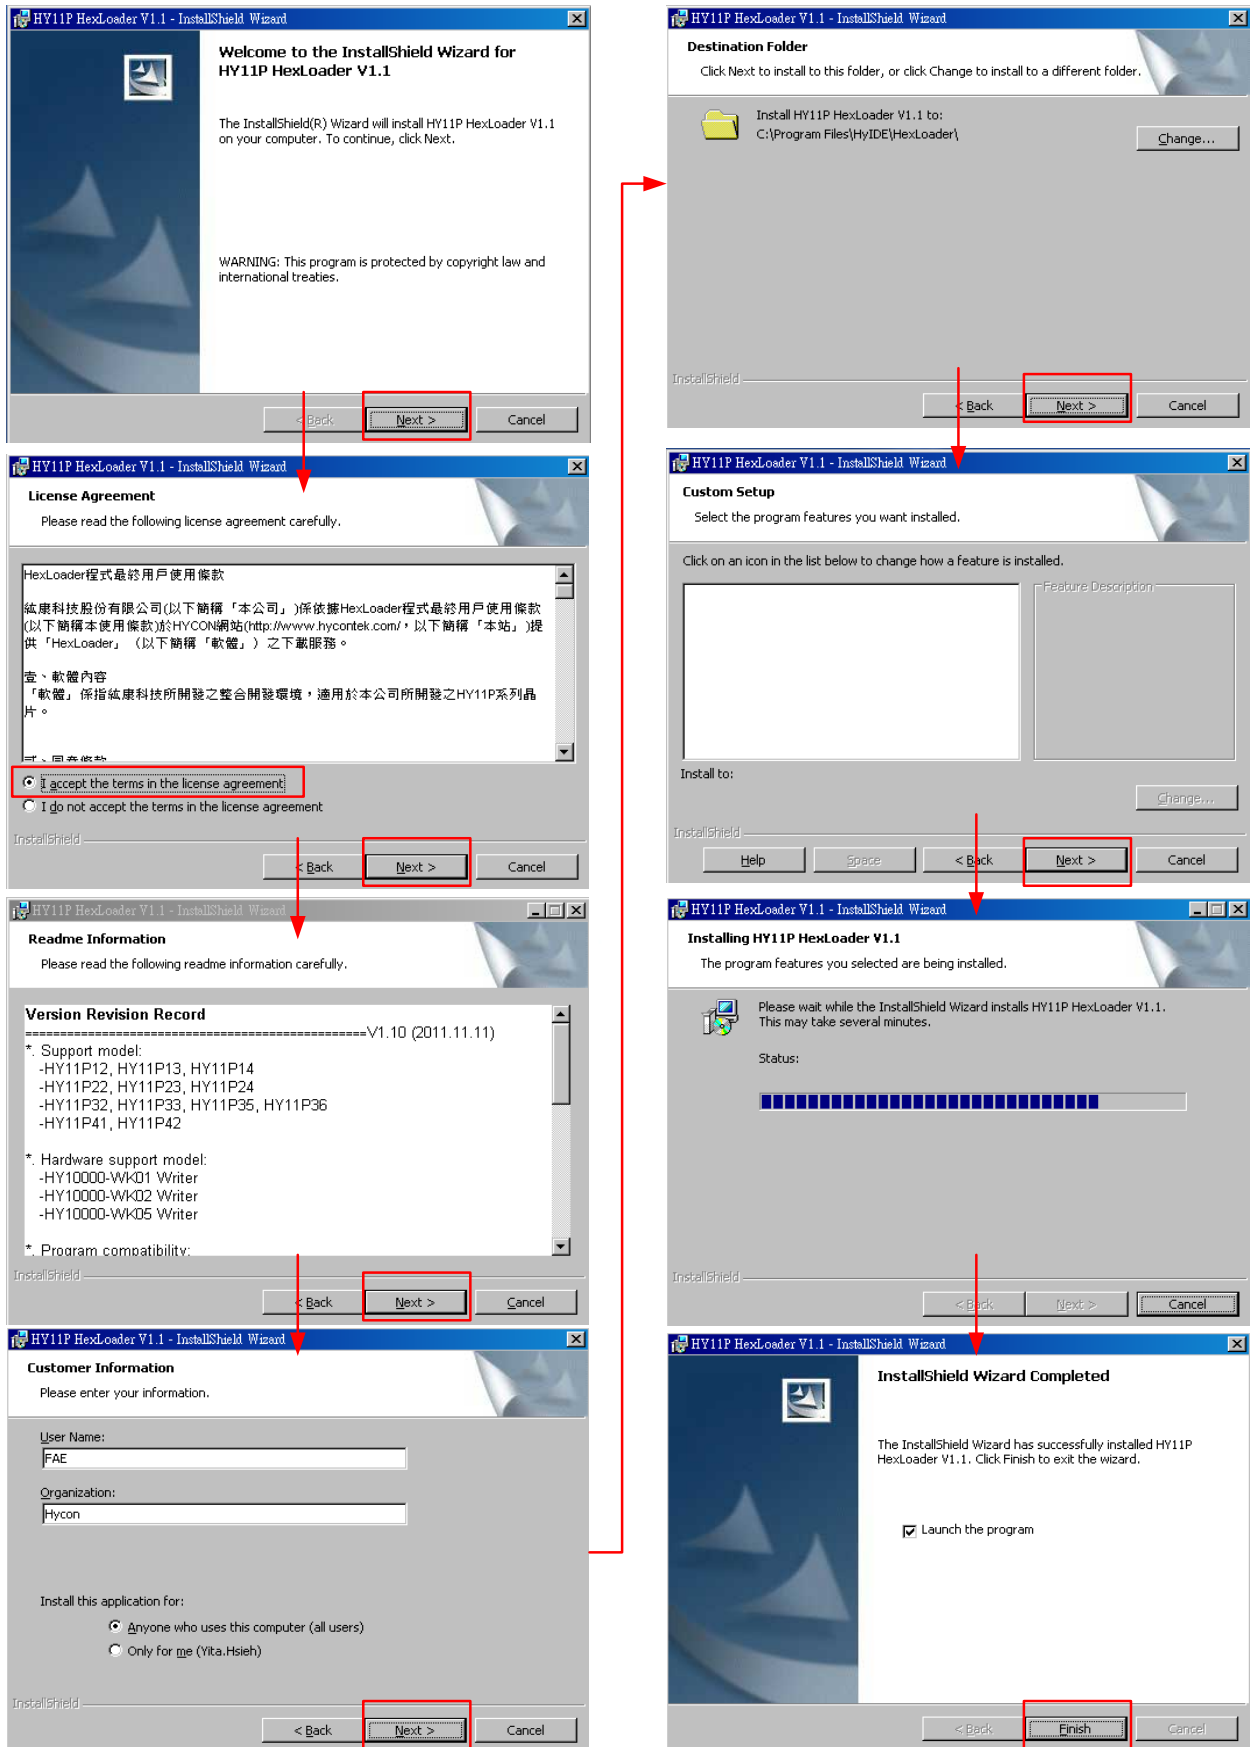 HY11P HexLoader V1.1 - InstallShield Wizard
Welcome to the InstallShield Wizard for
HY11P HexLoader V1.1
The InstallShield(R) Wizard will install HY11P HexLoader V1.1
on your computer. To continue, click Next.
WARNING: This program is protected by copyright law and
international treaties.
< Back
Next >
Cancel
HY11P HexLoader V1.1 - InstallShield Wizard
License Agreement
Please read the following license agreement carefully.
HexLoader程式最終用戶使用條款
紘康科技股份有限公司(以下簡稱「本公司」)係依據HexLoader程式最終用戶使用條款
(以下簡稱本使用條款)於HYCON網站(http://www.hycontek.com/，以下簡稱「本站」)提
供「HexLoader」（以下簡稱「軟體」）之下載服務。
壹、軟體內容
「軟體」係指紘康科技所開發之整合開發環境，適用於本公司所開發之HY11P系列晶
片。
貳、同意條款
I accept the terms in the license agreement
I do not accept the terms in the license agreement
InstallShield
< Back
Next >
Cancel
HY11P HexLoader V1.1 - InstallShield Wizard
Readme Information
Please read the following readme information carefully.
Version Revision Record
=================================================V1.10 (2011.11.11)
*. Support model:
-HY11P12, HY11P13, HY11P14
-HY11P22, HY11P23, HY11P24
-HY11P32, HY11P33, HY11P35, HY11P36
-HY11P41, HY11P42
*. Hardware support model:
-HY10000-WK01 Writer
-HY10000-WK02 Writer
-HY10000-WK05 Writer
*. Program compatibility:
InstallShield
< Back
Next >
Cancel
HY11P HexLoader V1.1 - InstallShield Wizard
Customer Information
Please enter your information.
User Name:
FAE
Organization:
Hycon
Install this application for:
Anyone who uses this computer (all users)
Only for me (Yita.Hsieh)
InstallShield
< Back
Next >
Cancel
HY11P HexLoader V1.1 - InstallShield Wizard
Destination Folder
Click Next to install to this folder, or click Change to install to a different folder.
Install HY11P HexLoader V1.1 to:
C:\Program Files\HyIDE\HexLoader\
Change...
InstallShield
< Back
Next >
Cancel
HY11P HexLoader V1.1 - InstallShield Wizard
Custom Setup
Select the program features you want installed.
Click on an icon in the list below to change how a feature is installed.
Feature Description
Install to:
Change...
InstallShield
Help
Space
< Back
Next >
Cancel
HY11P HexLoader V1.1 - InstallShield Wizard
Installing HY11P HexLoader V1.1
The program features you selected are being installed.
Please wait while the InstallShield Wizard installs HY11P HexLoader V1.1.
This may take several minutes.
Status:
InstallShield
< Back
Next >
Cancel
HY11P HexLoader V1.1 - InstallShield Wizard
InstallShield Wizard Completed
The InstallShield Wizard has successfully installed HY11P
HexLoader V1.1. Click Finish to exit the wizard.
Launch the program
< Back
Finish
Cancel